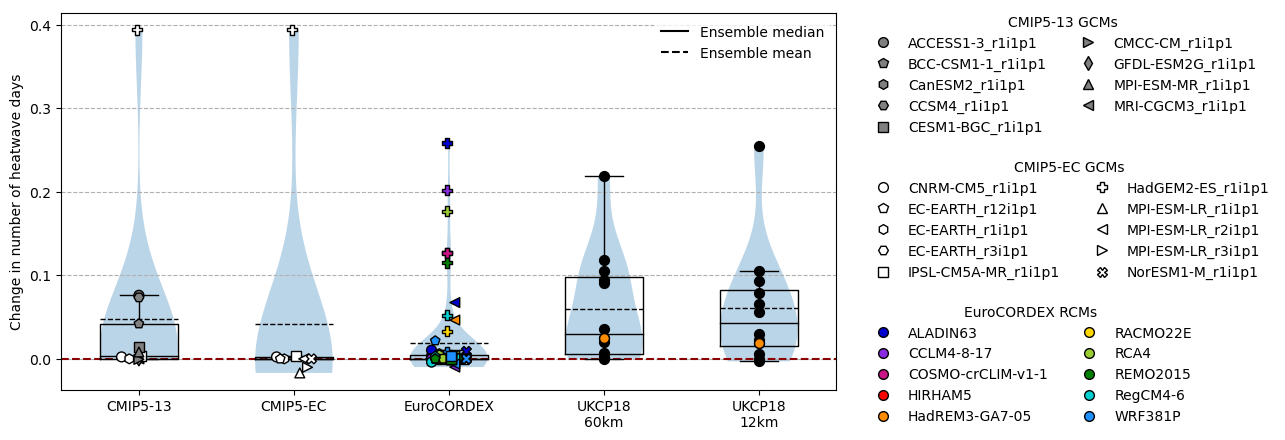 Change in number of heatwave days
0.4
0.3
0.2
0.1
0.0
Ensemble median
Ensemble mean
CMIP5-13
CMIP5-EC
EuroCORDEX
UKCP18
60km
UKCP18
12km
CMIP5-13 GCMs
ACCESS1-3_r1i1p1
BCC-CSM1-1_r1i1p1
CanESM2_r1i1p1
CCSM4_r1i1p1
CESM1-BGC_r1i1p1
CMCC-CM_r1i1p1
GFDL-ESM2G_r1i1p1
MPI-ESM-MR_r1i1p1
MRI-CGCM3_r1i1p1
CMIP5-EC GCMs
CNRM-CM5_r1i1p1
EC-EARTH_r12i1p1
EC-EARTH_r1i1p1
EC-EARTH_r3i1p1
IPSL-CM5A-MR_r1i1p1
HadGEM2-ES_r1i1p1
MPI-ESM-LR_r1i1p1
MPI-ESM-LR_r2i1p1
MPI-ESM-LR_r3i1p1
NorESM1-M_r1i1p1
EuroCORDEX RCMs
ALADIN63
CCLM4-8-17
COSMO-crCLIM-v1-1
HIRHAM5
HadREM3-GA7-05
RACMO22E
RCA4
REMO2015
RegCM4-6
WRF381P